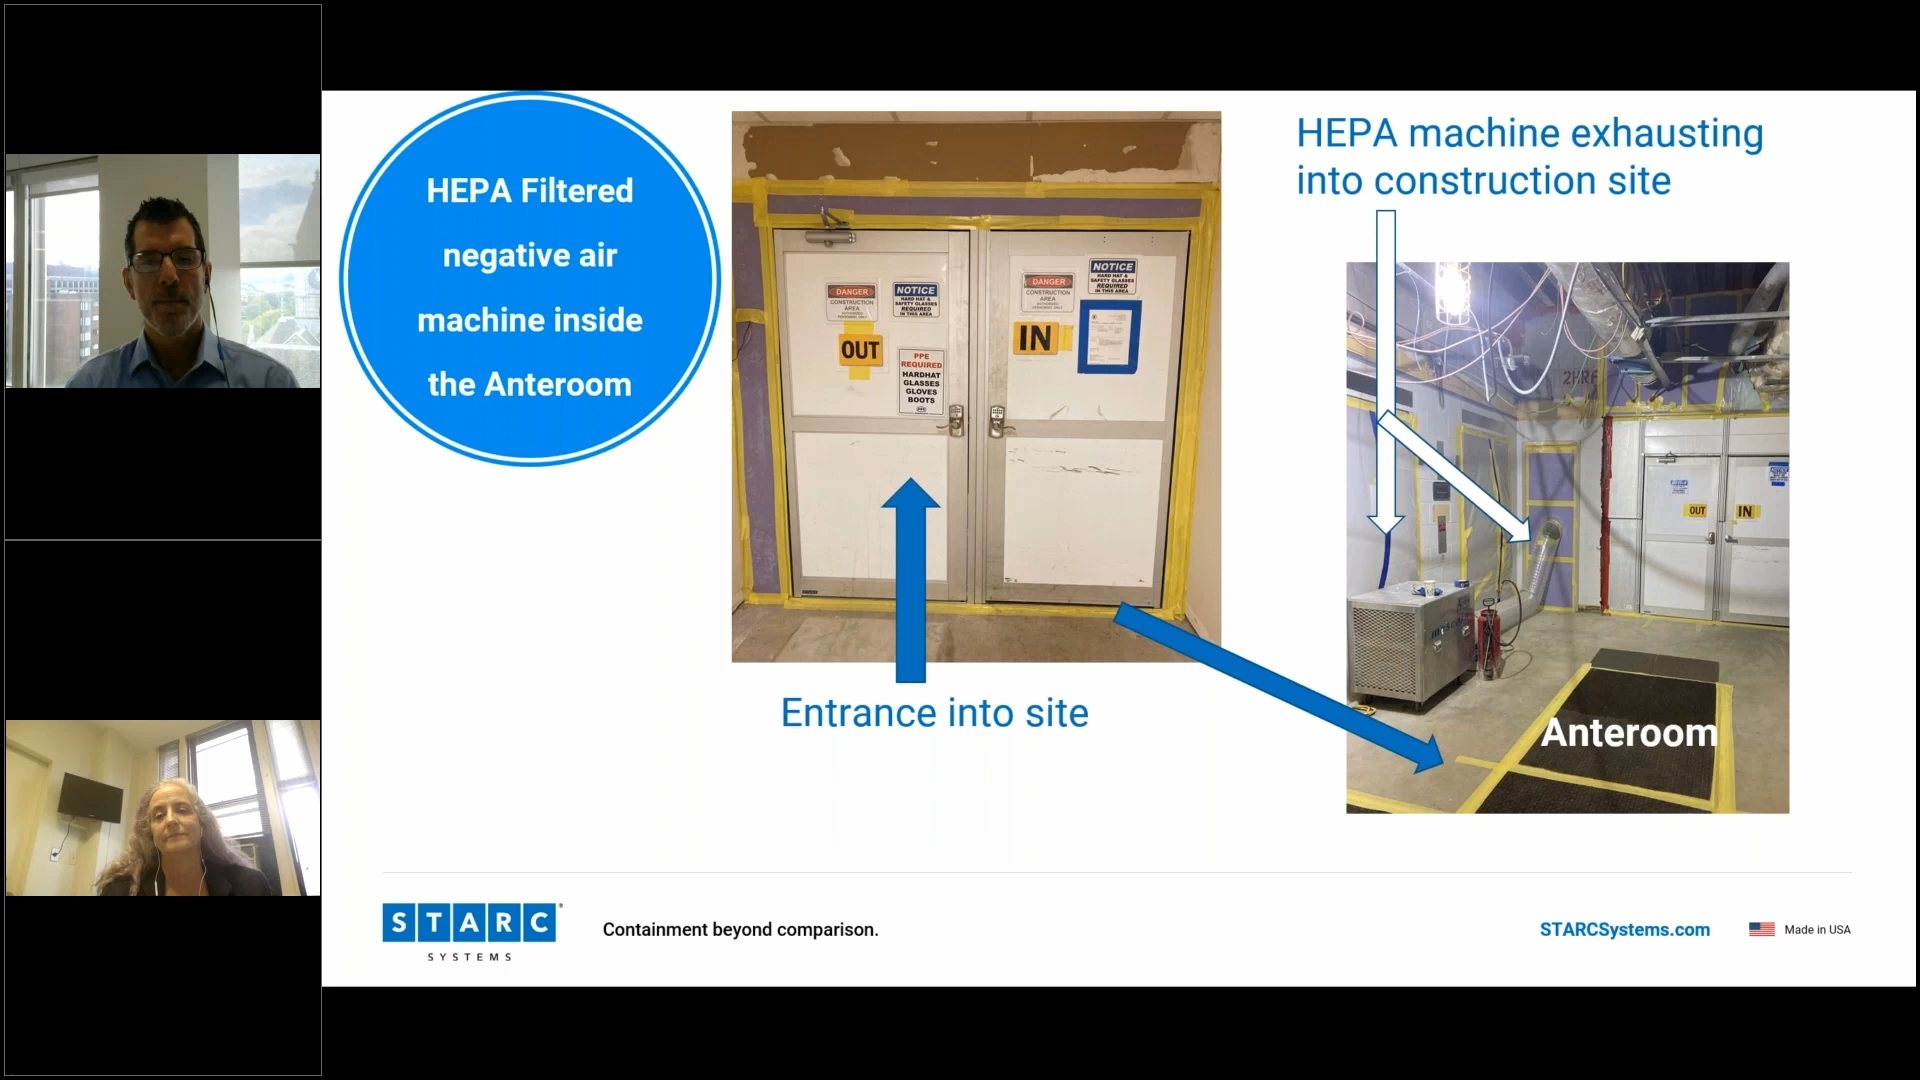 HEPA Filtered
negative air
machine inside
the Anteroom
HEPA machine exhausting
into construction site
DANGER
CONSTRUCTION
AREA
NOTICE
HARD HAT &
SAFETY GLASSES
REQUIRED
IN THIS AREA
OUT
PPE
REQUIRED
HARDHAT
GLASSES
GLOVES
BOOTS
DANGER
CONSTRUCTION
AREA
NOTICE
HARD HAT &
SAFETY GLASSES
REQUIRED
IN THIS AREA
IN
OUT
IN
Anteroom
Entrance into site
STARC
SYSTEMS
Containment beyond comparison.
STARCSystems.com
Made in USA